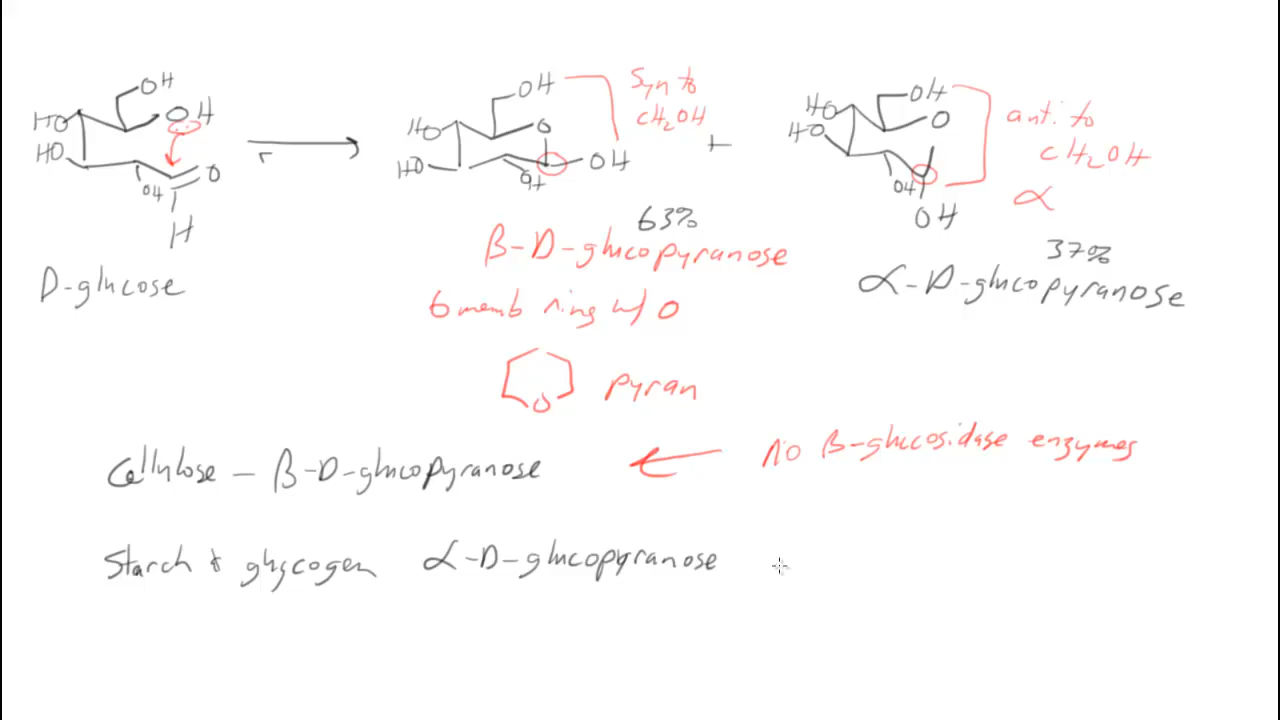 OH
HO
OH
HO
O
OH
H
D-glucose
OH
HO
O
HO
OH
OH
Syn to
CH2OH
+
63%
β-D-glucopyranose
6 memb ring w/ O
O
pyran
OH
HO
HO
O
OH
OH
anti to
CH2OH
α
37%
α-D-glucopyranose
Cellulose - β-D-glucopyranose
no β-glucosidase enzymes
Starch & glycogen α-D-glucopyranose